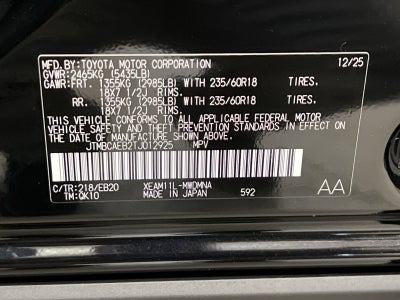 MFD.BY:TOYOTA MOTOR CORPORATION 12/25
GVWR:2465KG (5435LB)
GAWR:FRT. 1355KG (2985LB) WITH 235/60R18 TIRES.
18X7 1/2J RIMS.
RR. 1355KG (2985LB) WITH 235/60R18 TIRES.
18X7 1/2J RIMS.
THIS VEHICLE CONFORMS TO ALL APPLICABLE FEDERAL MOTOR
VEHICLE SAFETY AND BUMPER STANDARDS IN EFFECT ON THE
DATE OF MANUFACTURE SHOWN ABOVE.
JTMBCAEB2TJ012925 MPV
C/TR:218/EB20 XEAM11L-MWDMNA
TM:QK10 MADE IN JAPAN 592 AA